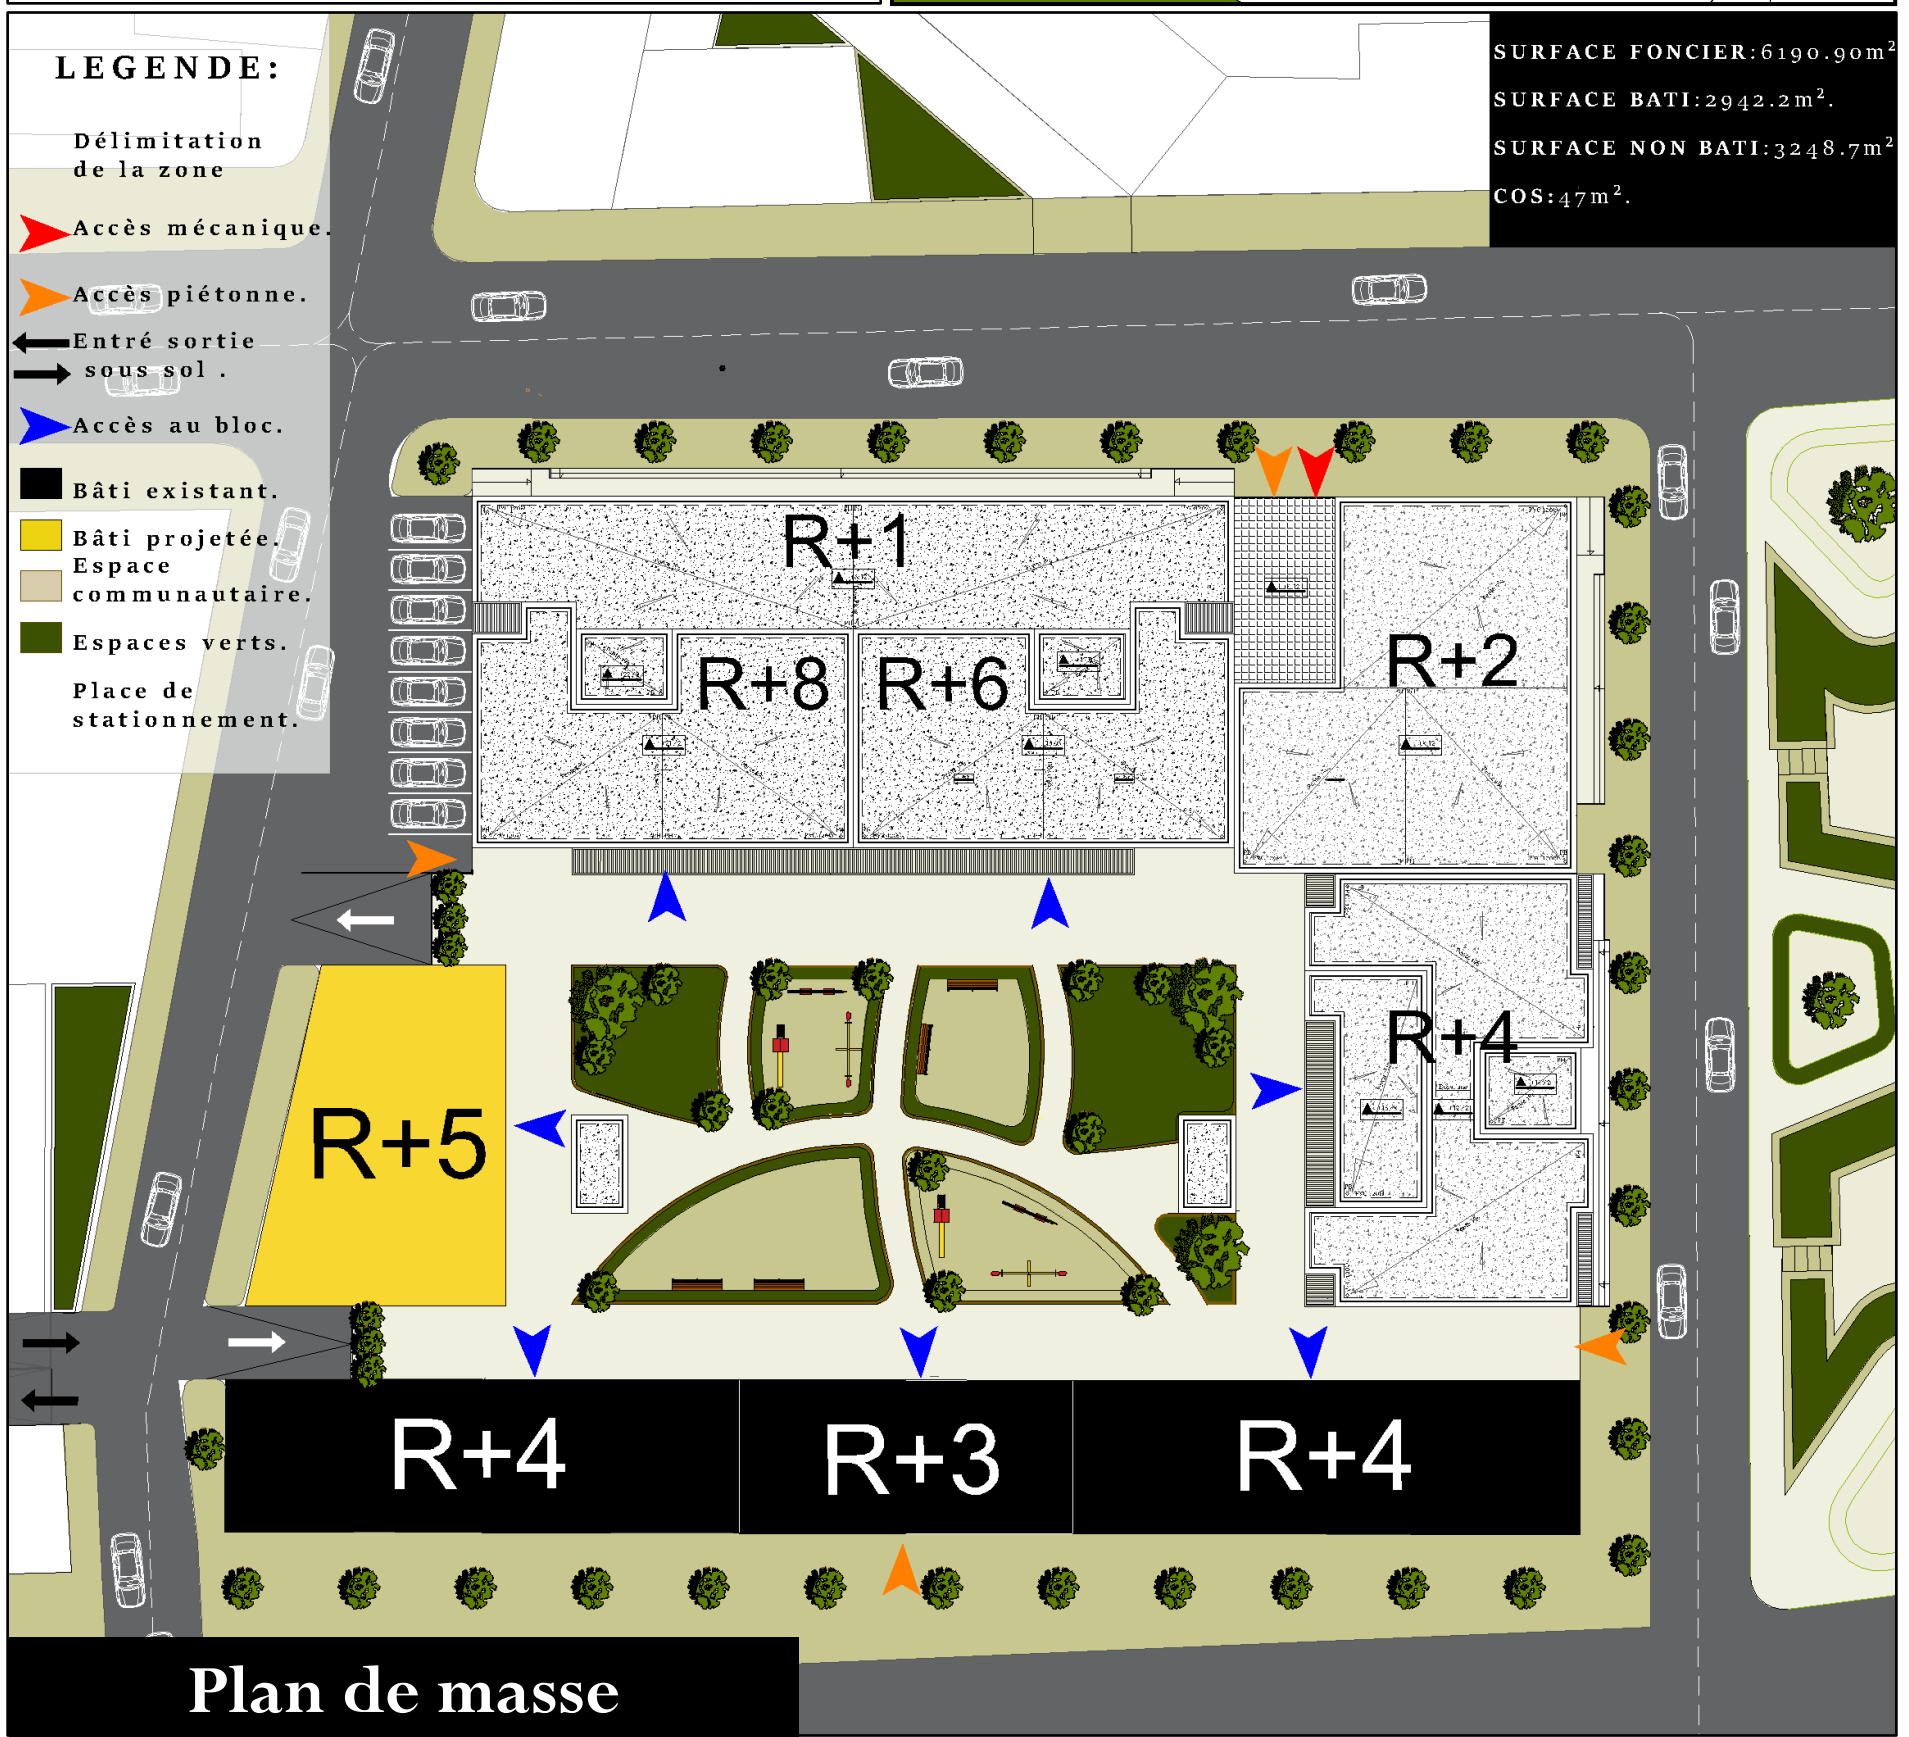 LEGENDE:
Délimitation
de la zone
Accès mécanique.
Accès piétonne.
Entré sortie
sous sol .
Accès au bloc.
Bâti existant.
Bâti projetée.
Espace
communautaire.
Espaces verts.
Place de
stationnement.
SURFACE FONCIER:6190.90m²
SURFACE BATI:2942.2m².
SURFACE NON BATI:3248.7m²
COS:47m².
R+1
R+8
R+6
R+2
R+4
R+5
R+4
R+3
R+4
Plan de masse